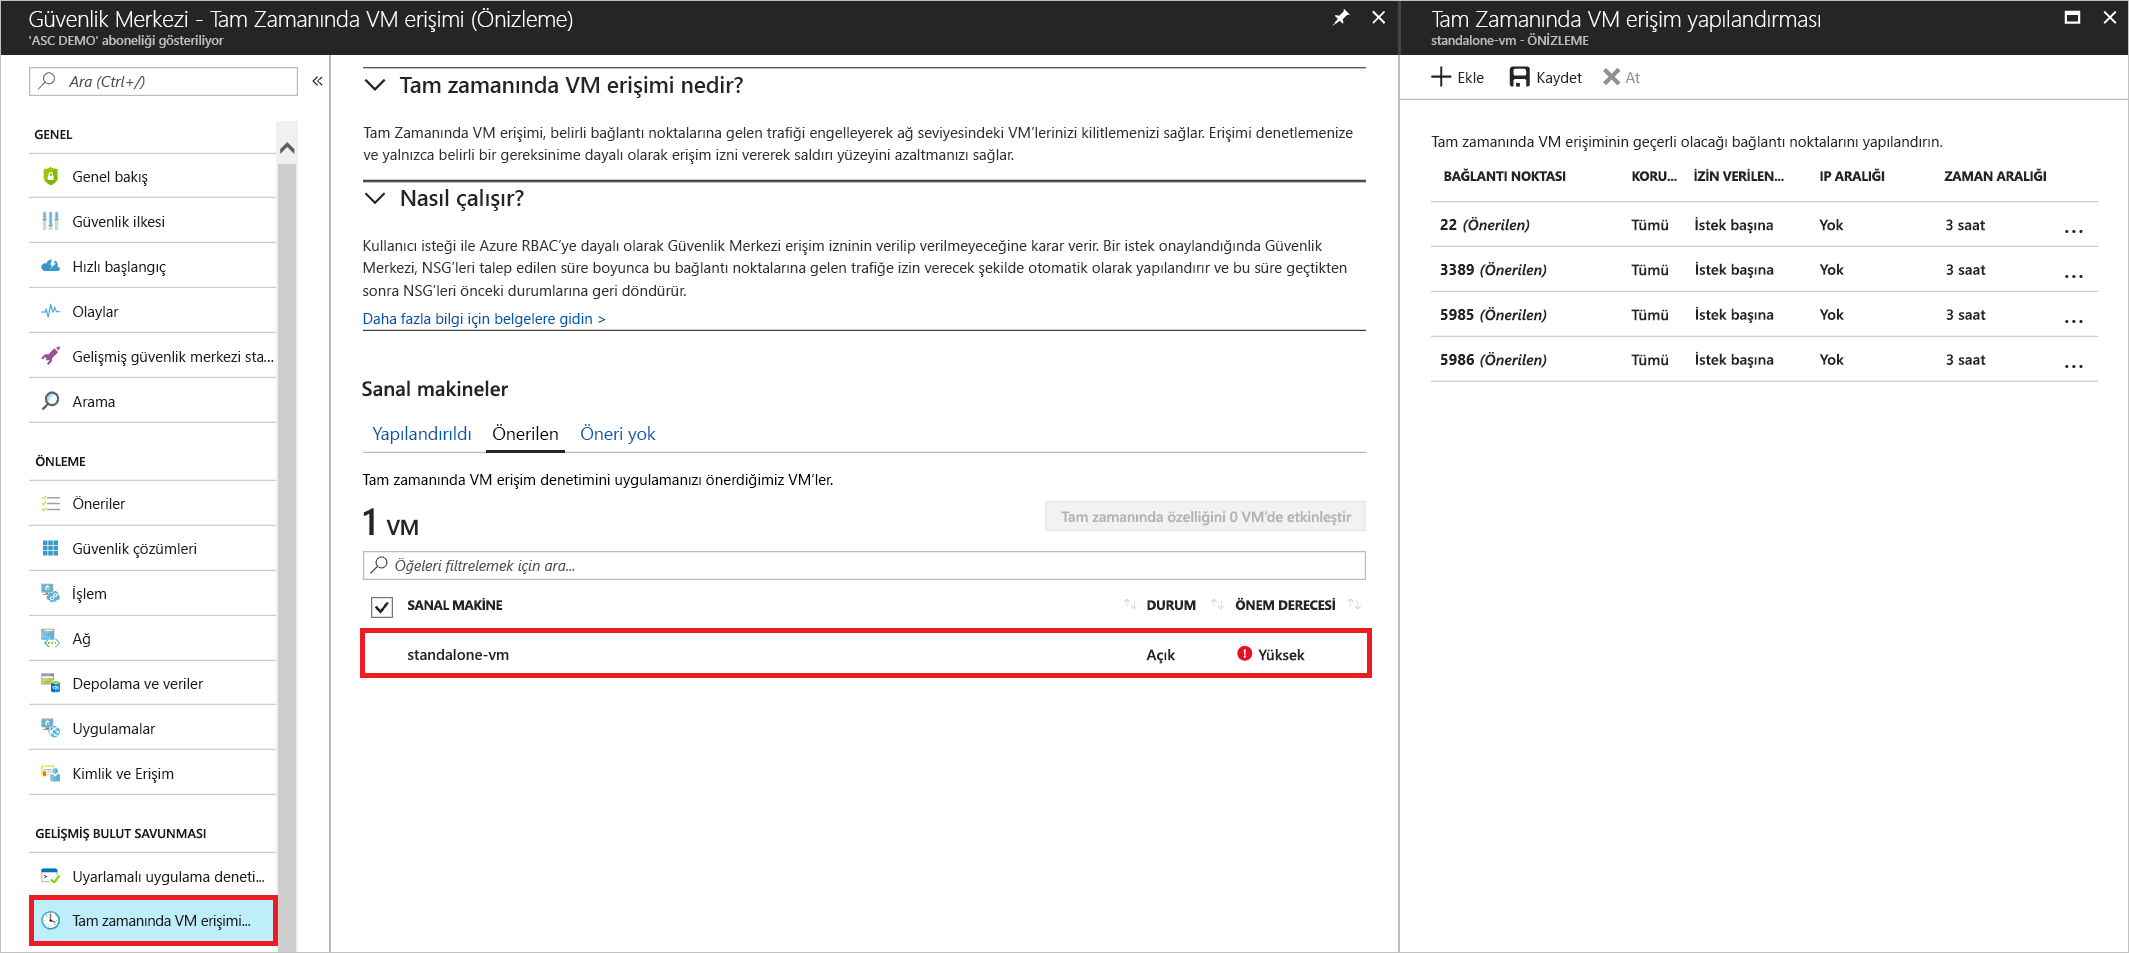 Güvenlik Merkezi - Tam Zamanında VM erişimi (Önizleme)
'ASC DEMO' aboneliği gösteriliyor
Ara (Ctrl+/)
«
GENEL
Genel bakış
Güvenlik ilkesi
Hızlı başlangıç
Olaylar
Gelişmiş güvenlik merkezi sta...
Arama
ÖNLEME
Öneriler
Güvenlik çözümleri
İşlem
Ağ
Depolama ve veriler
Uygulamalar
Kimlik ve Erişim
GELİŞMİŞ BULUT SAVUNMASI
Uyarlamalı uygulama deneti...
Tam zamanında VM erişimi...
Tam zamanında VM erişimi nedir?
Tam Zamanında VM erişimi, belirli bağlantı noktalarına gelen trafiği engelleyerek ağ seviyesindeki VM'lerinizi kilitlemenizi sağlar. Erişimi denetlemenize
ve yalnızca belirli bir gereksinime dayalı olarak erişim izni vererek saldırı yüzeyini azaltmanızı sağlar.
Nasıl çalışır?
Kullanıcı isteği ile Azure RBAC'ye dayalı olarak Güvenlik Merkezi erişim izninin verilip verilmeyeceğine karar verir. Bir istek onaylandığında Güvenlik
Merkezi, NSG'leri talep edilen süre boyunca bu bağlantı noktalarına gelen trafiğe izin verecek şekilde otomatik olarak yapılandırır ve bu süre geçtikten
sonra NSG'leri önceki durumlarına geri döndürür.
Daha fazla bilgi için belgelere gidin >
Sanal makineler
Yapılandırıldı Önerilen Öneri yok
Tam zamanında VM erişim denetimini uygulamanızı önerdiğimiz VM'ler.
1 VM
Tam zamanında özelliğini 0 VM'de etkinleştir
Öğeleri filtrelemek için ara...
SANAL MAKİNE DURUM ÖNEM DERECESİ
standalone-vm Açık Yüksek
Tam Zamanında VM erişim yapılandırması
standalone-vm - ÖNİZLEME
Ekle Kaydet At
Tam zamanında VM erişiminin geçerli olacağı bağlantı noktalarını yapılandırın.
BAĞLANTI NOKTASI KORU... İZİN VERİLEN... IP ARALIĞI ZAMAN ARALIĞI
22 (Önerilen) Tümü İstek başına Yok 3 saat ...
3389 (Önerilen) Tümü İstek başına Yok 3 saat ...
5985 (Önerilen) Tümü İstek başına Yok 3 saat ...
5986 (Önerilen) Tümü İstek başına Yok 3 saat ...